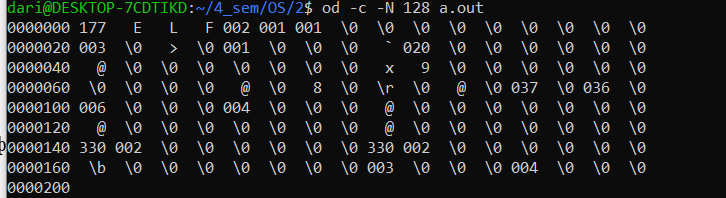 dari@DESKTOP-7CDTIKD:~/4_sem/OS/2$ od -c -N 128 a.out
0000000 177   E   L   F 002 001 001  \0  \0  \0  \0  \0  \0  \0  \0  \0
0000020 003  \0   >  \0 001  \0  \0  \0   ` 020  \0  \0  \0  \0  \0  \0
0000040   @  \0  \0  \0  \0  \0  \0  \0   x   9  \0  \0  \0  \0  \0  \0
0000060  \0  \0  \0  \0   @  \0   8  \0  \r  \0   @  \0 037  \0 036  \0
0000100 006  \0  \0  \0 004  \0  \0  \0   @  \0  \0  \0  \0  \0  \0  \0
0000120   @  \0  \0  \0  \0  \0  \0  \0   @  \0  \0  \0  \0  \0  \0  \0
0000140 330 002  \0  \0  \0  \0  \0  \0 330 002  \0  \0  \0  \0  \0  \0
0000160  \b  \0  \0  \0  \0  \0  \0  \0 003  \0  \0  \0 004  \0  \0  \0
0000200